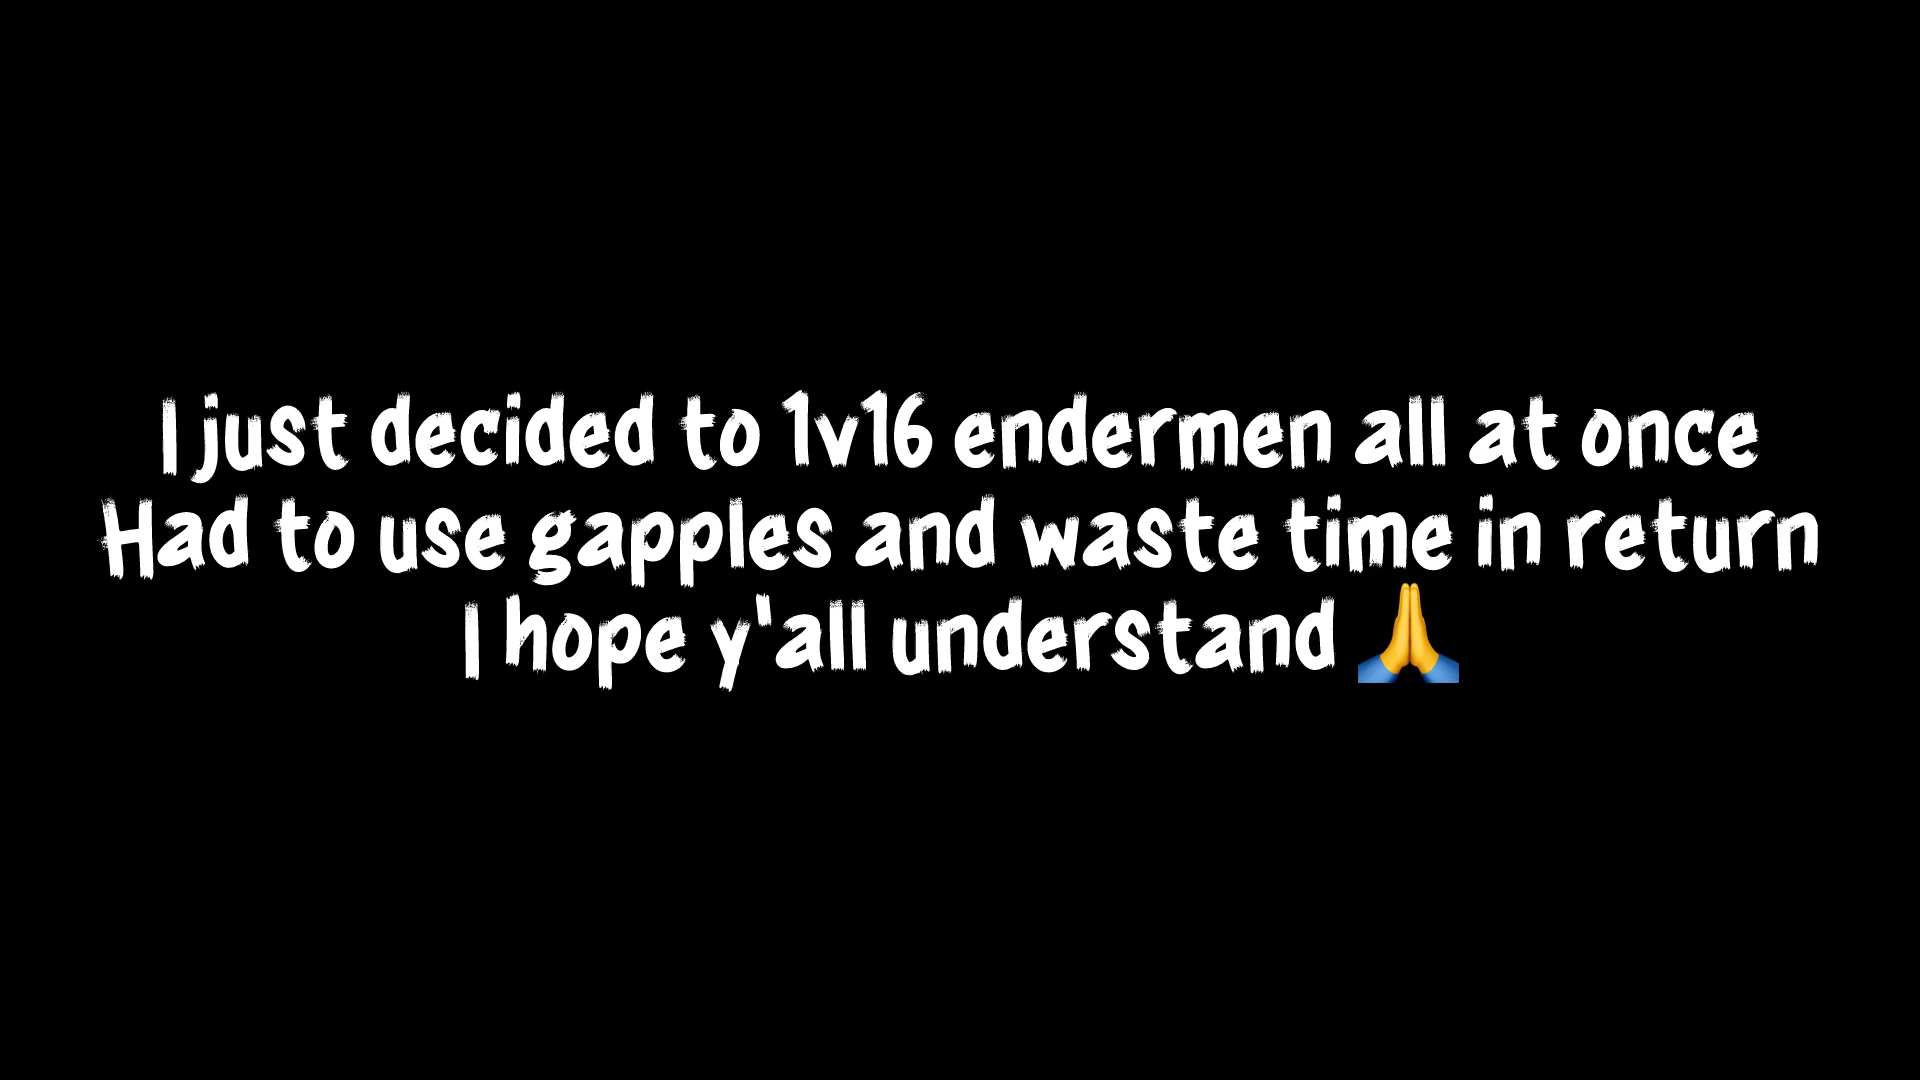 I just decided to 1v16 endermen all at once
Had to use gapples and waste time in return
I hope y'all understand 🙏